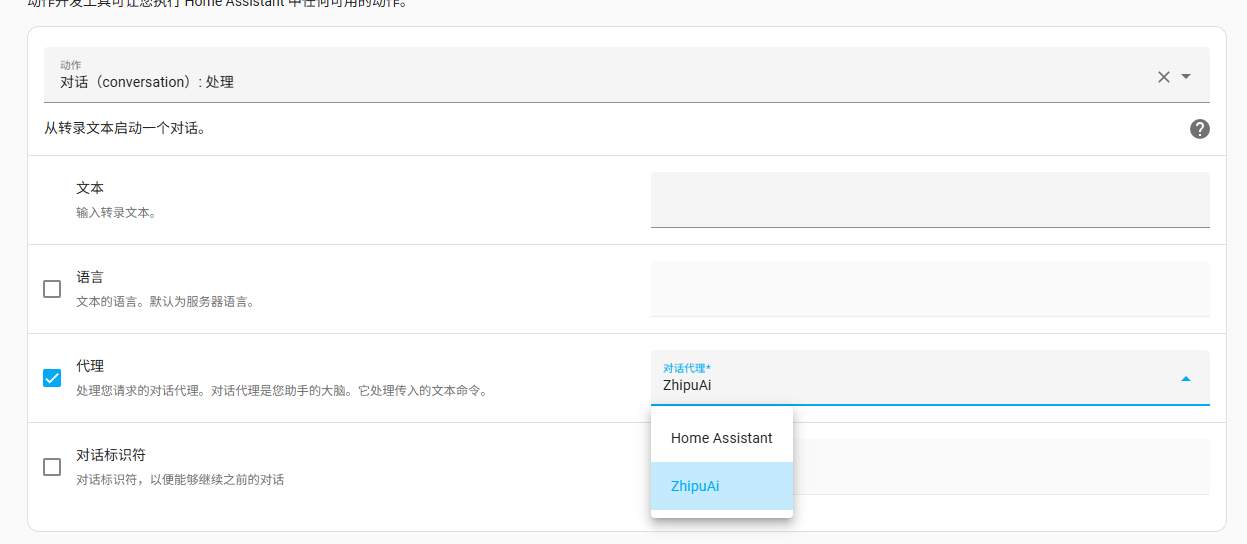 动作开发工具可让您执行 Home Assistant 中任何可用的动作。
动作
对话（conversation）: 处理
从转录文本启动一个对话。
文本
输入转录文本。
语言
文本的语言。默认为服务器语言。
代理
处理您请求的对话代理。对话代理是您助手的大脑。它处理传入的文本命令。
对话代理*
ZhipuAi
Home Assistant
ZhipuAi
对话标识符
对话标识符，以便能够继续之前的对话